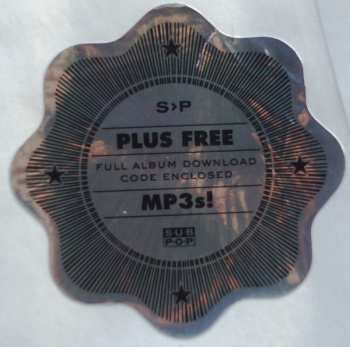 S>P
PLUS FREE
FULL ALBUM DOWNLOAD
CODE ENCLOSED
MP3s!
SUB
POP